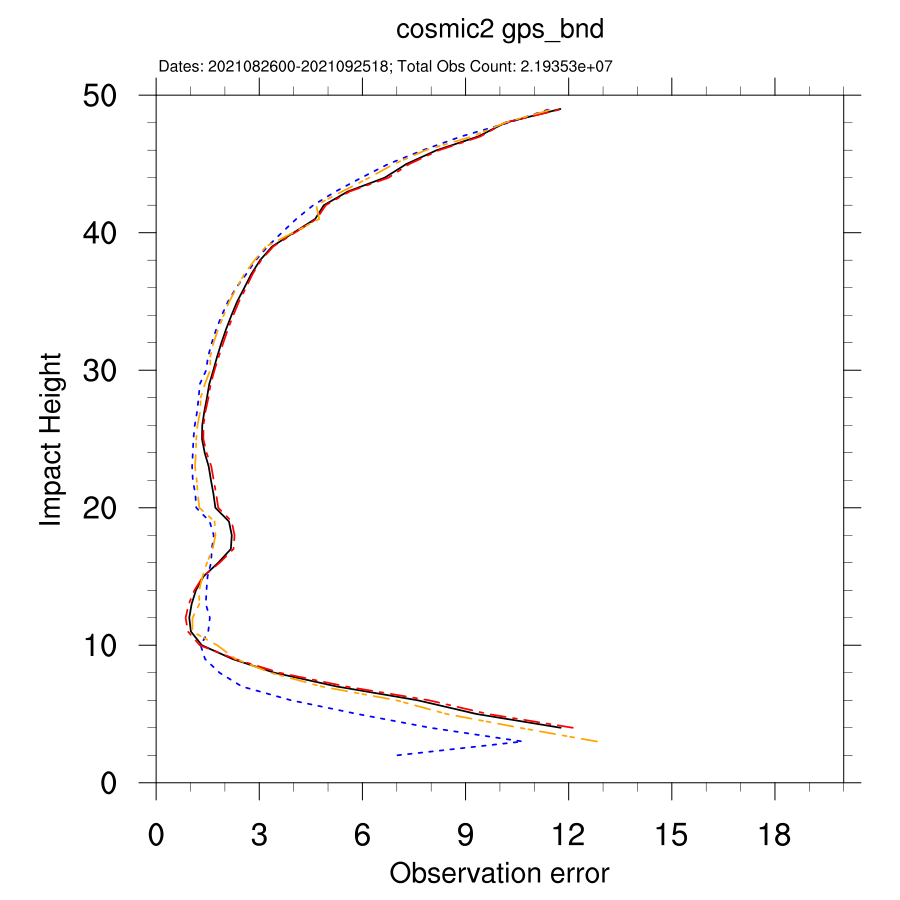 cosmic2 gps_bnd
Dates: 2021082600-2021092518; Total Obs Count: 2.19353e+07
50
40
30
20
10
0
Impact Height
0 3 6 9 12 15 18
Observation error